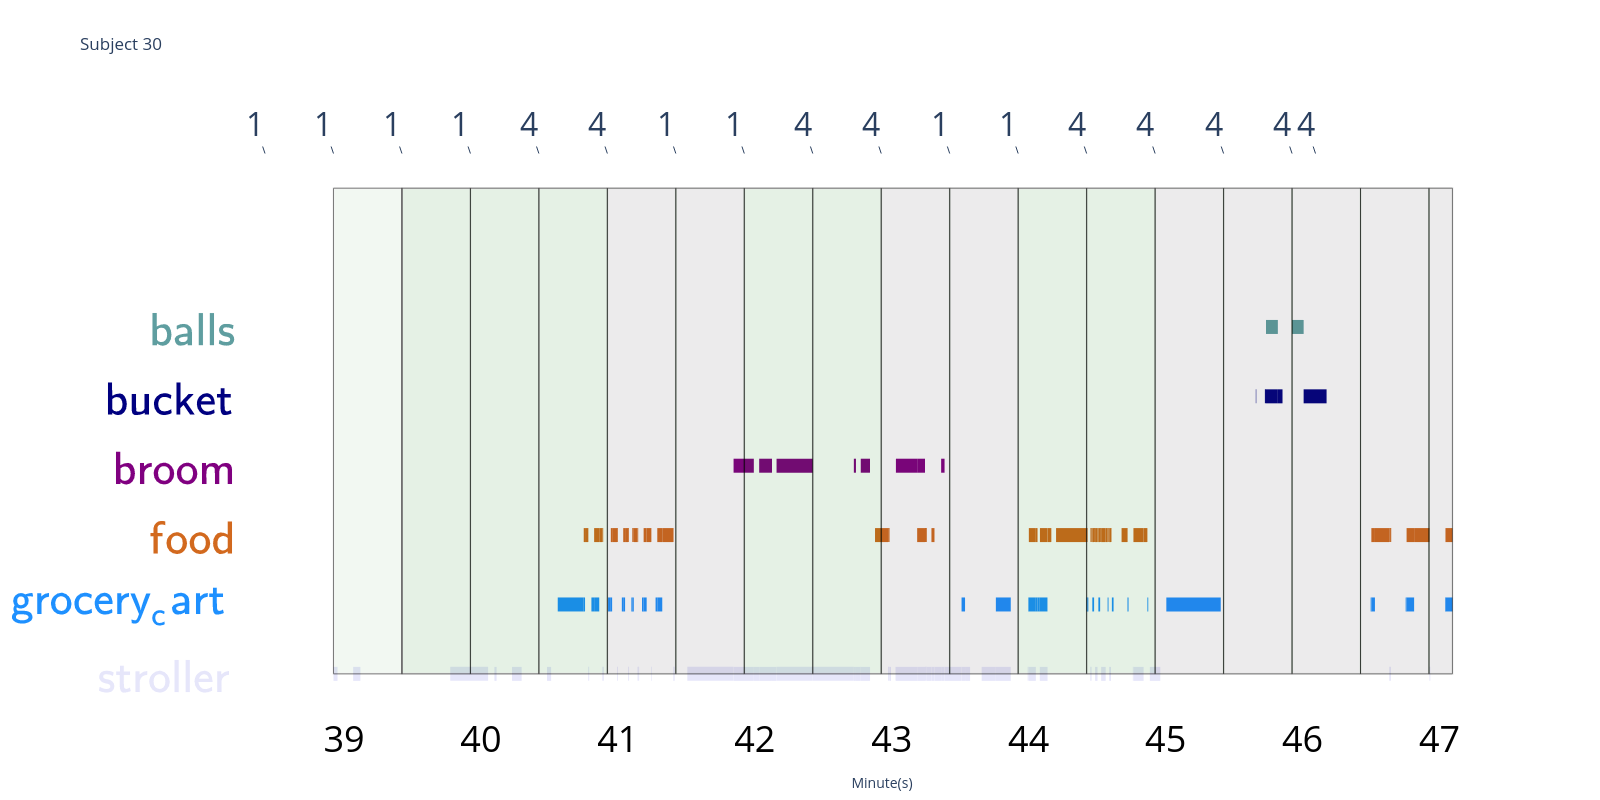 Subject 30
1 1 1 1 4 4 1 1 4 4 1 1 4 4 4 4 4
balls
bucket
broom
food
grocery_cart
stroller
39 40 41 42 43 44 45 46 47
Minute(s)